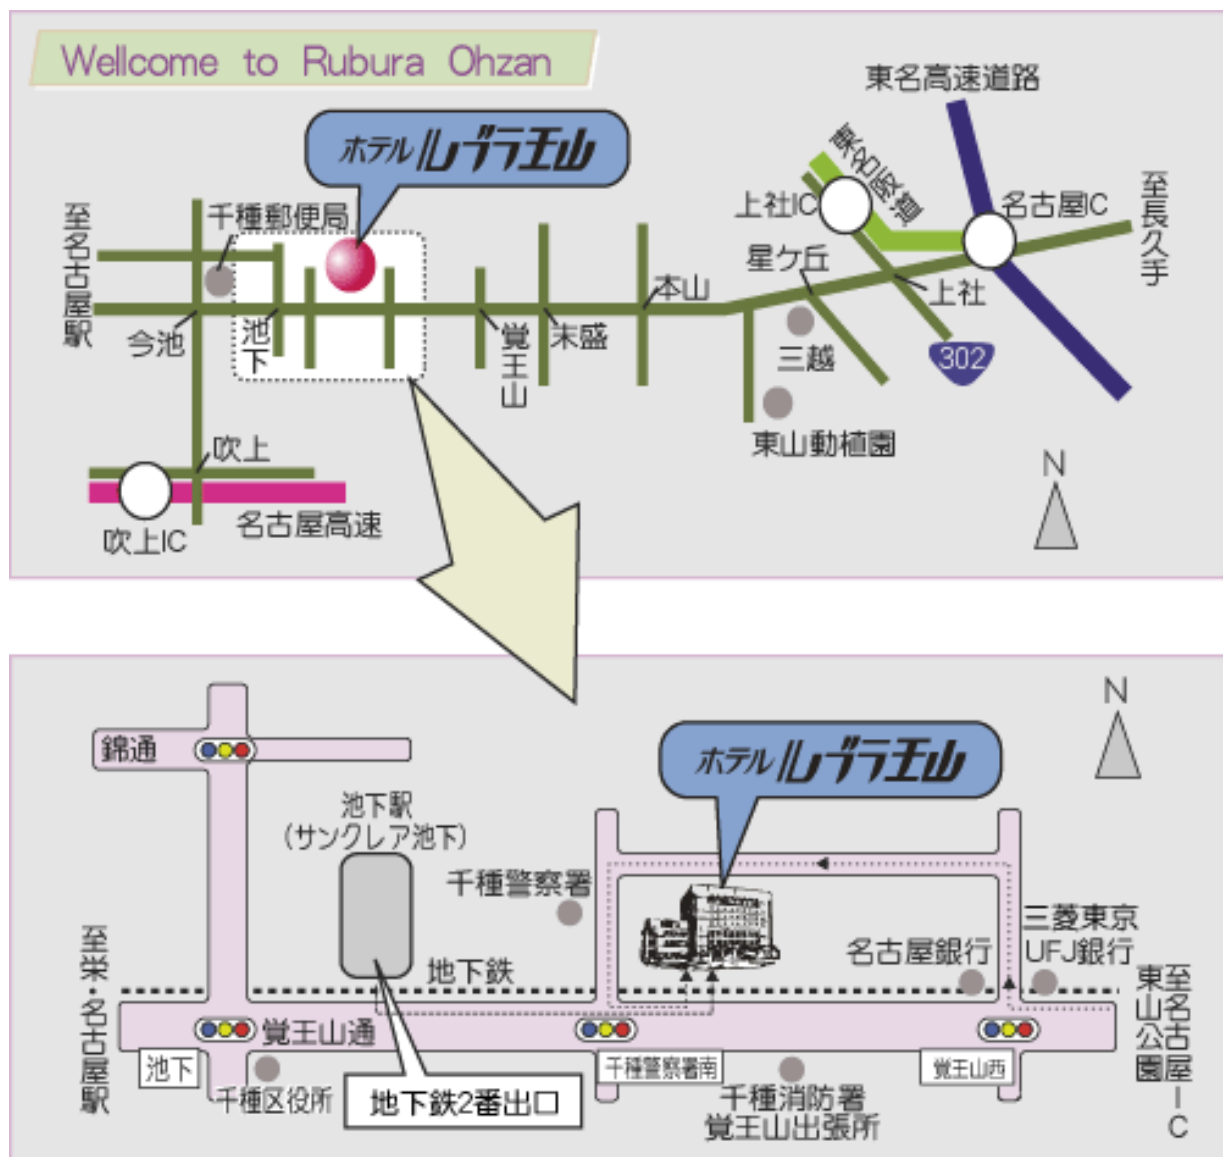 Wellcome to Rubura Ohzan
東名高速道路
ホテルルブラ王山
東名阪道
上社IC
名古屋IC
至長久手
至名古屋駅
千種郵便局
星ケ丘
本山
上社
今池
池下
覚王山
末盛
三越
302
東山動植園
吹上
名古屋高速
吹上IC
N
N
錦通
ホテルルブラ王山
池下駅
(サンクレア池下)
千種警察署
三菱東京
UFJ銀行
名古屋銀行
地下鉄
至栄・名古屋駅
至名古屋IC
東山公園
覚王山通
池下
千種警察署南
覚王山西
千種区役所
地下鉄2番出口
千種消防署
覚王山出張所